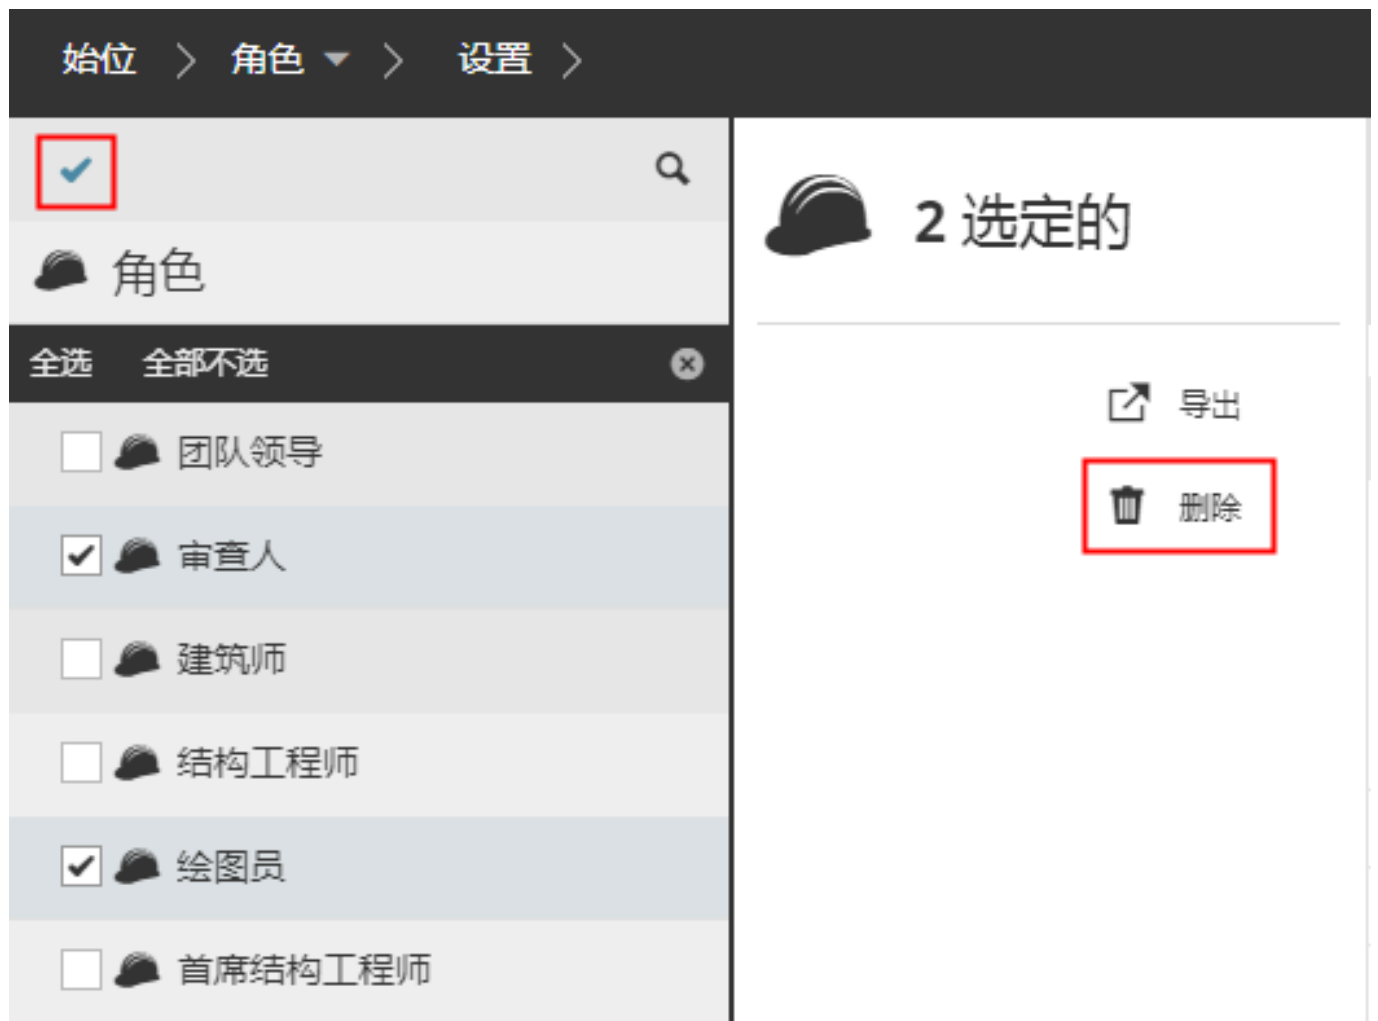 始位 角色 设置
2 选定的
角色
全选 全部不选
导出
删除
团队领导
审查人
建筑师
结构工程师
绘图员
首席结构工程师